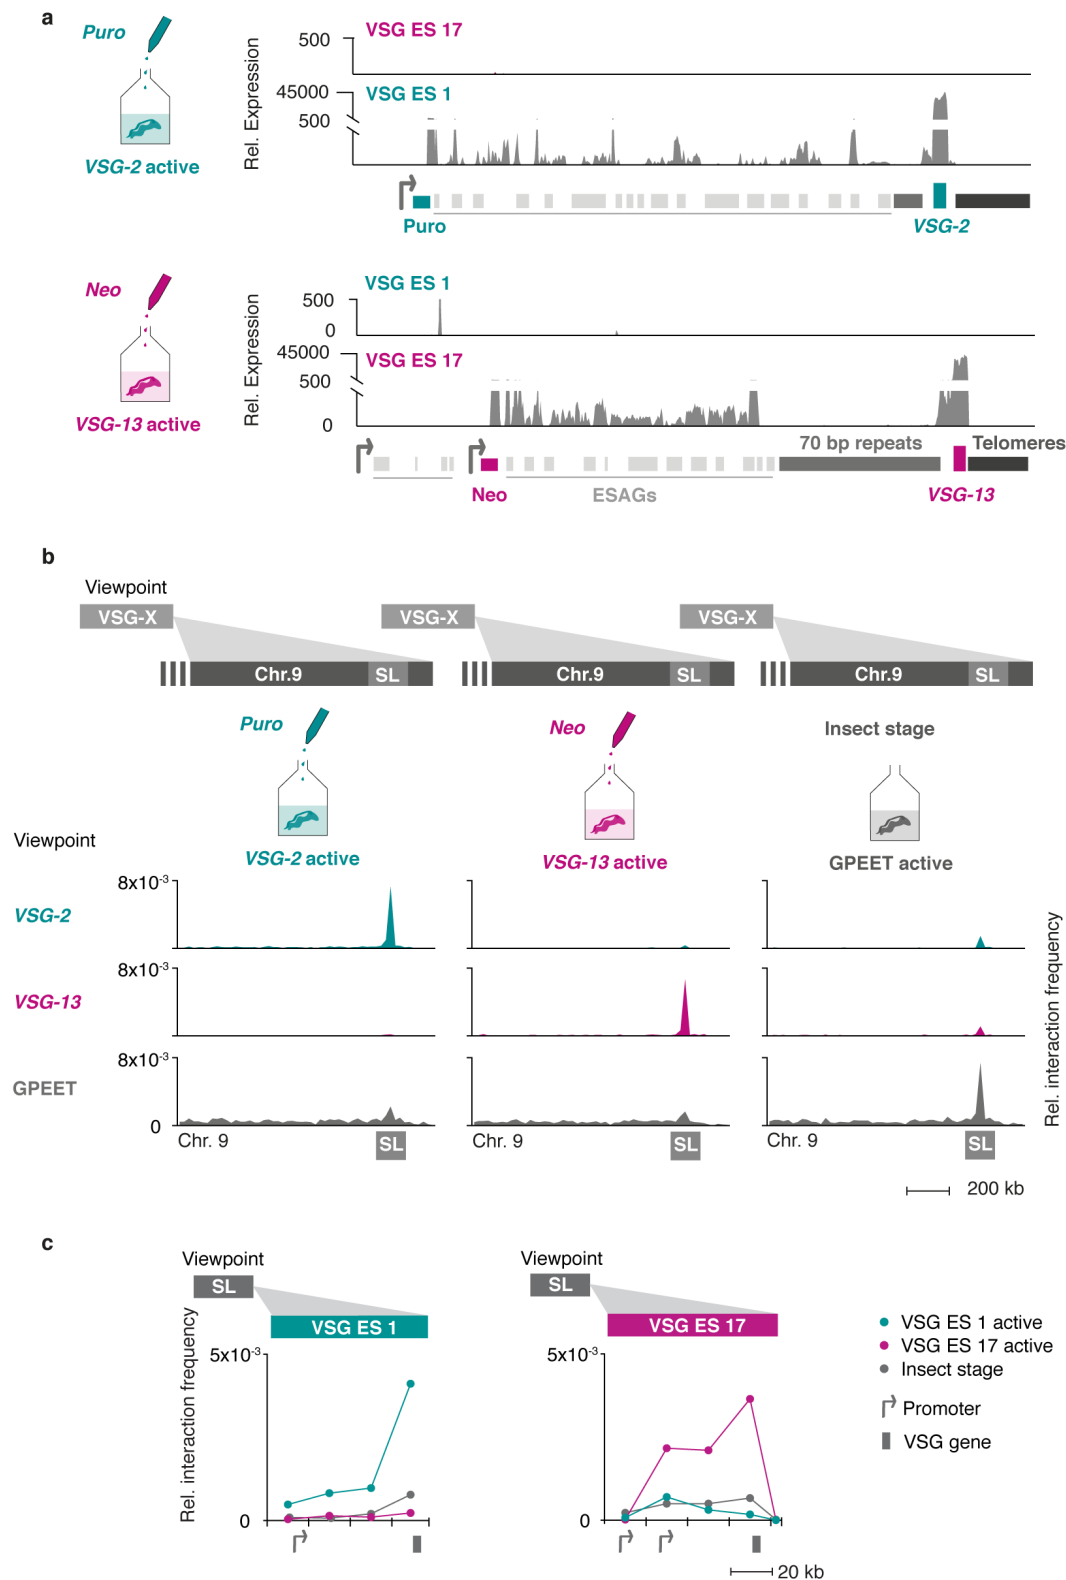 a
Puro
VSG-2 active
Rel. Expression
500
VSG ES 17
45000
500
VSG ES 1
Puro
VSG-2
Neo
VSG-13 active
Rel. Expression
VSG ES 1
500
0
45000
500
0
VSG ES 17
70 bp repeats
Telomeres
Neo
ESAGs
VSG-13
b
Viewpoint
VSG-X
VSG-X
VSG-X
Chr.9
SL
Chr.9
SL
Chr.9
SL
Puro
Neo
Insect stage
Viewpoint
VSG-2 active
VSG-13 active
GPEET active
8x10-3
VSG-2
8x10-3
VSG-13
8x10-3
GPEET
0
Rel. interaction frequency
Chr. 9
SL
Chr. 9
SL
Chr. 9
SL
200 kb
c
Viewpoint
SL
VSG ES 1
Rel. interaction frequency
5x10-3
0
Viewpoint
SL
VSG ES 17
5x10-3
0
VSG ES 1 active
VSG ES 17 active
Insect stage
Promoter
VSG gene
20 kb